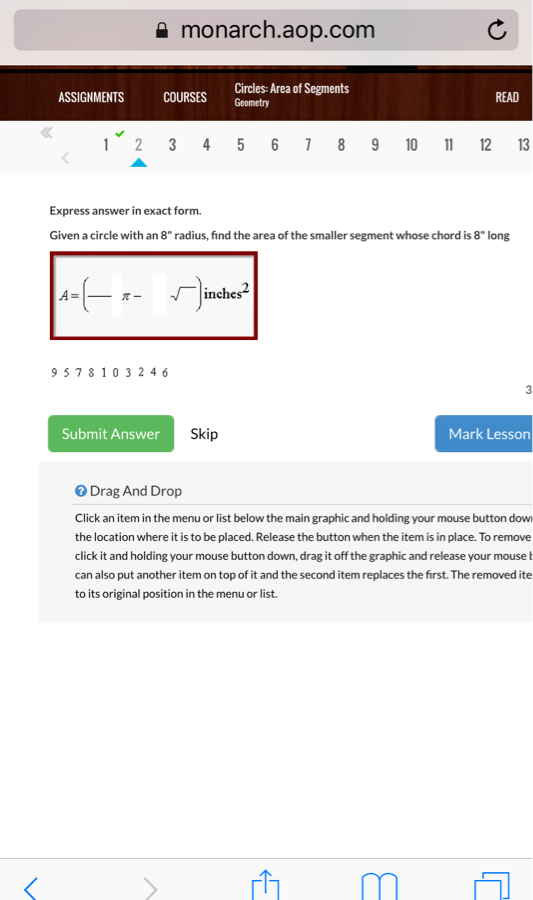 monarch.aop.com
ASSIGNMENTS COURSES Circles: Area of Segments READ
Geometry
1 2 3 4 5 6 7 8 9 10 11 12 13
Express answer in exact form.
Given a circle with an 8" radius, find the area of the smaller segment whose chord is 8" long
A=(— π − √ )inches²
9 5 7 8 1 0 3 2 4 6
3
Submit Answer Skip Mark Lesson
Drag And Drop
Click an item in the menu or list below the main graphic and holding your mouse button dow
the location where it is to be placed. Release the button when the item is in place. To remove
click it and holding your mouse button down, drag it off the graphic and release your mouse
can also put another item on top of it and the second item replaces the first. The removed ite
to its original position in the menu or list.